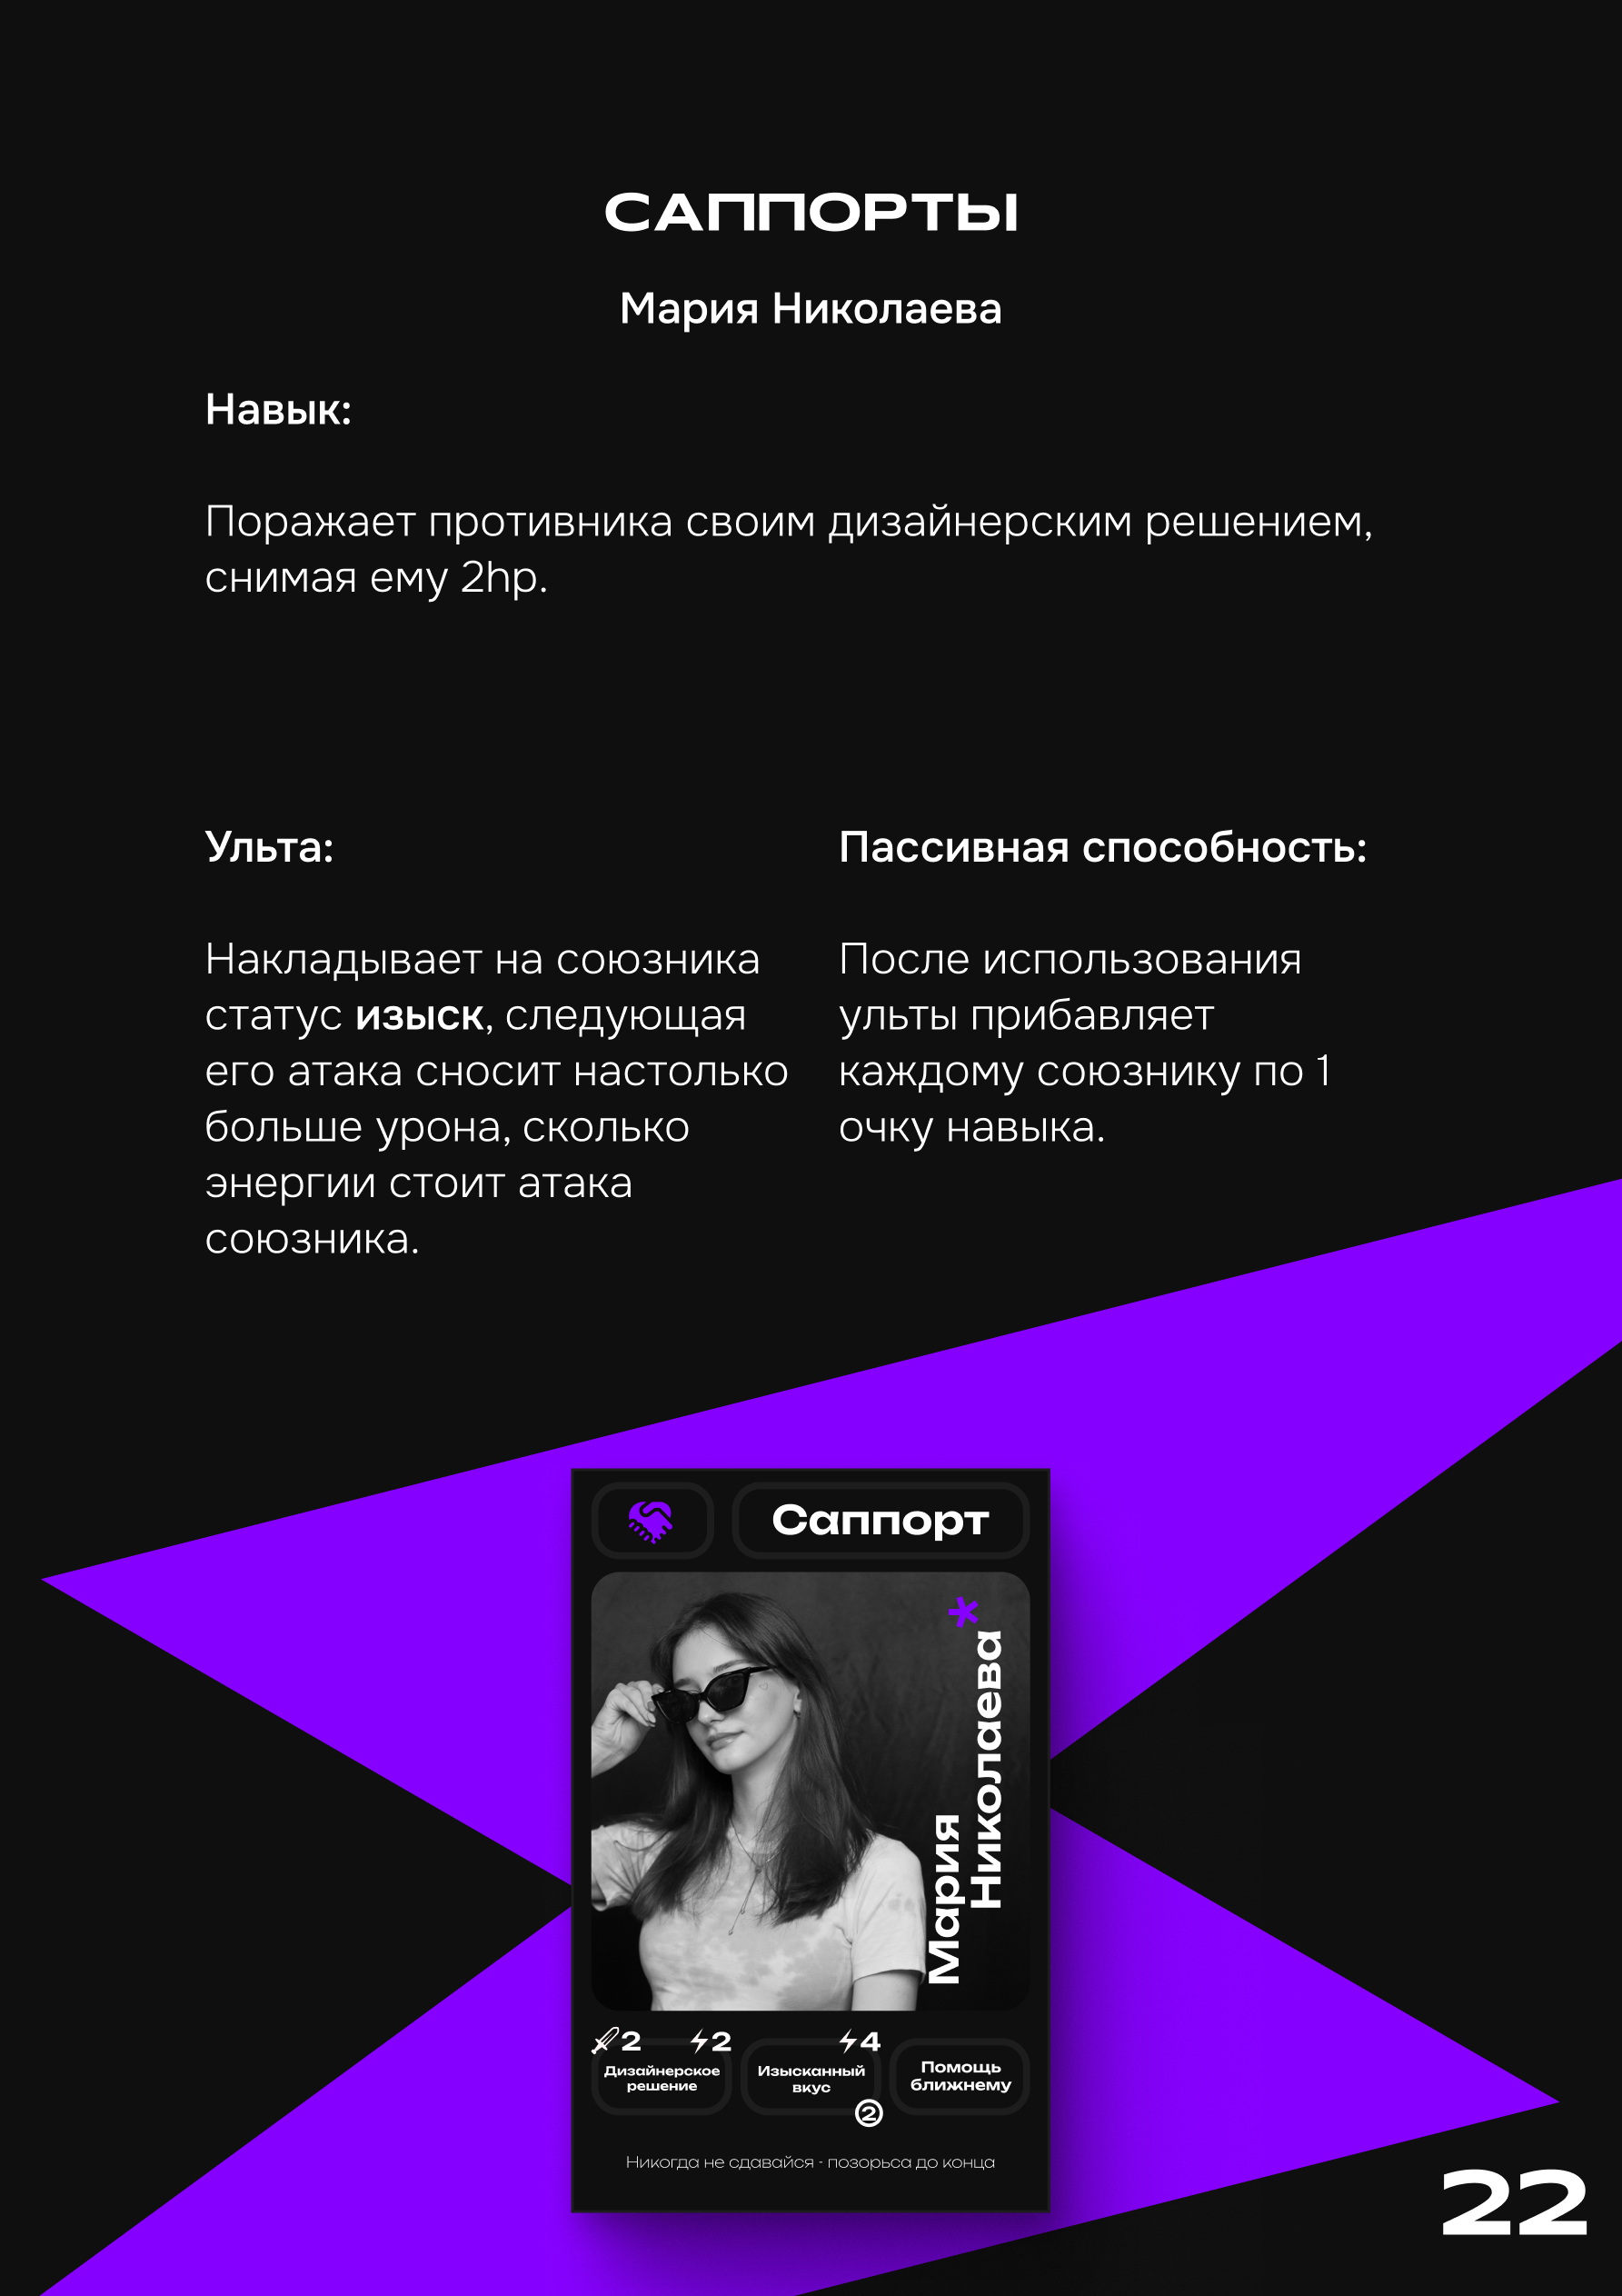 САППОРТЫ
Мария Николаева
Навык:
Поражает противника своим дизайнерским решением,
снимая ему 2hp.
Ульта:
Накладывает на союзника
статус изыск, следующая
его атака сносит настолько
больше урона, сколько
энергии стоит атака
союзника.
Пассивная способность:
После использования
ульты прибавляет
каждому союзнику по 1
очку навыка.
Саппорт
Мария
Николаева
2 2
Дизайнерское
решение
4
Изысканный
вкус
2
Помощь
ближнему
Никогда не сдавайся - позорься до конца
22